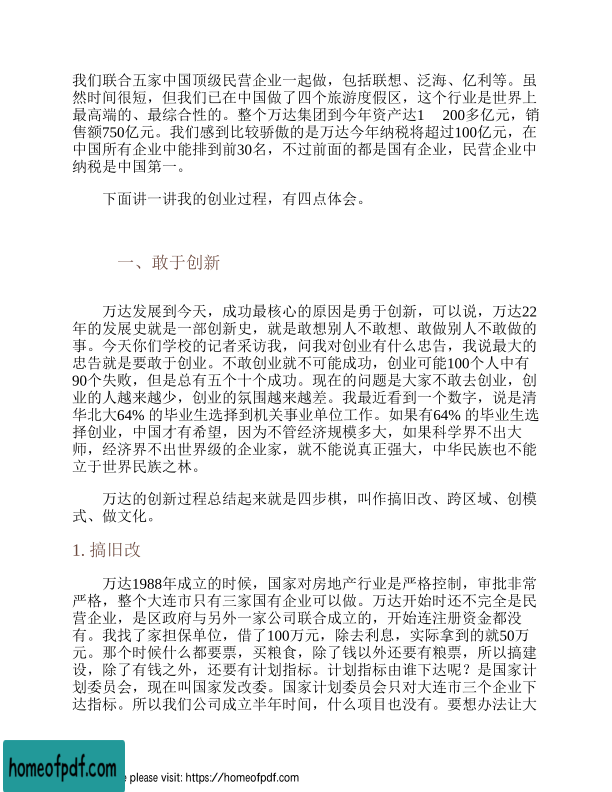 我们联合五家中国顶级民营企业一起做，包括联想、泛海、亿利等。虽
然时间很短，但我们已在中国做了四个旅游度假区，这个行业是世界上
最高端的、最综合性的。整个万达集团到今年资产达1 200多亿元，销
售额750亿元。我们感到比较骄傲的是万达今年纳税将超过100亿元，在
中国所有企业中能排到前30名，不过前面的都是国有企业，民营企业中
纳税是中国第一。
下面讲一讲我的创业过程，有四点体会。
一、敢于创新
万达发展到今天，成功最核心的原因是勇于创新，可以说，万达22
年的发展史就是一部创新史，就是敢想别人不敢想、敢做别人不敢做的
事。今天你们学校的记者采访我，问我对创业有什么忠告，我说最大的
忠告就是要敢于创业。不敢创业就不可能成功，创业可能100个人中有
90个失败，但是总有五个十个成功。现在的问题是大家不敢去创业，创
业的人越来越少，创业的氛围越来越差。我最近看到一个数字，说是清
华北大64% 的毕业生选择到机关事业单位工作。如果有64% 的毕业生选
择创业，中国才有希望，因为不管经济规模多大，如果科学界不出大
师，经济界不出世界级的企业家，就不能说真正强大，中华民族也不能
立于世界民族之林。
万达的创新过程总结起来就是四步棋，叫作搞旧改、跨区域、创模
式、做文化。
1. 搞旧改
万达1988年成立的时候，国家对房地产行业是严格控制，审批非常
严格，整个大连市只有三家国有企业可以做。万达开始时还不完全是民
营企业，是区政府与另外一家公司联合成立的，开始连注册资金都没
有。我找了家担保单位，借了100万元，除去利息，实际拿到的就50万
元。那个时候什么都要票，买粮食，除了钱以外还要有粮票，所以搞建
设，除了有钱之外，还要有计划指标。计划指标由谁下达呢？是国家计
划委员会，现在叫国家发改委。国家计划委员会只对大连市三个企业下
达指标。所以我们公司成立半年时间，什么项目也没有。要想办法让大
homeofpdf.com
e please visit: https://homeofpdf.com